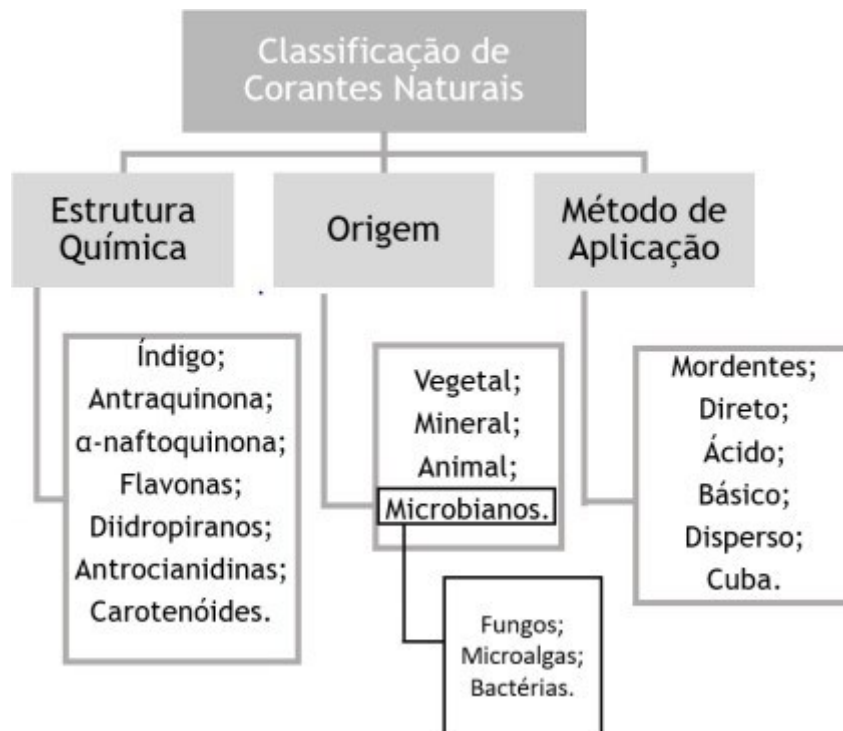 Classificação de
Corantes Naturais
Estrutura
Química
Índigo;
Antraquinona;
α-naftoquinona;
Flavonas;
Diidropiranos;
Antrocianidinas;
Carotenóides.
Origem
Vegetal;
Mineral;
Animal;
Microbianos.
Fungos;
Microalgas;
Bactérias.
Método de
Aplicação
Mordentes;
Direto;
Ácido;
Básico;
Disperso;
Cuba.